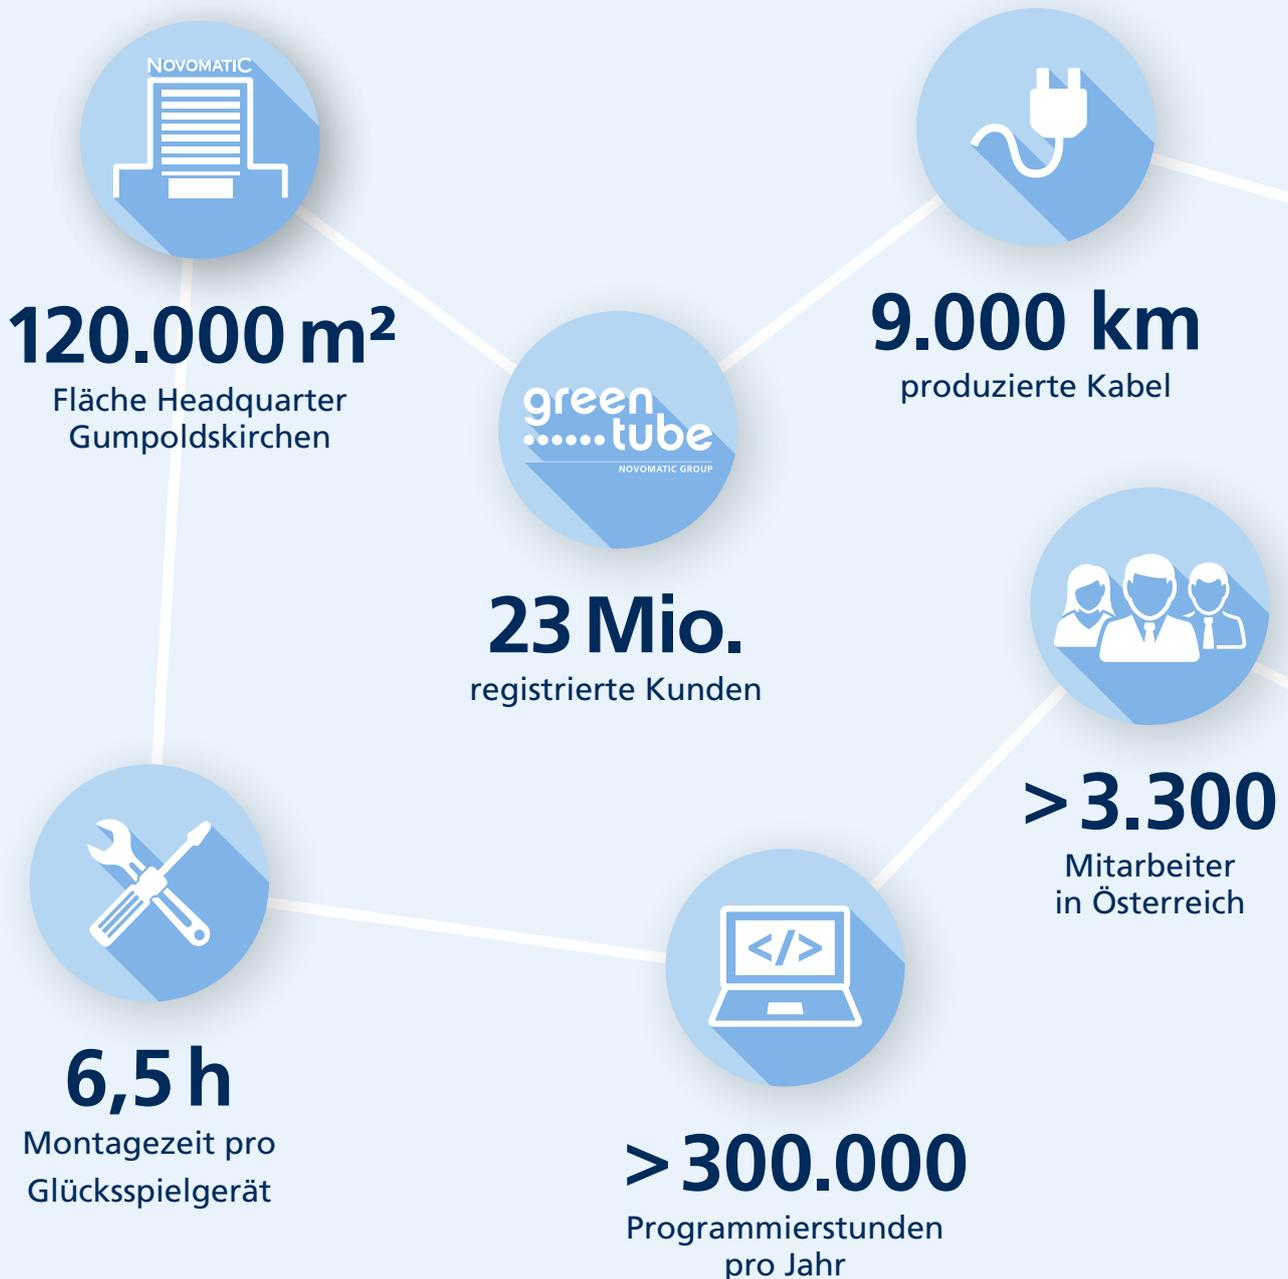 NOVOMATIC
120.000 m²
Fläche Headquarter
Gumpoldskirchen
green
tube
NOVOMATIC GROUP
23 Mio.
registrierte Kunden
9.000 km
produzierte Kabel
> 3.300
Mitarbeiter
in Österreich
6,5 h
Montagezeit pro
Glücksspielgerät
</>
> 300.000
Programmierstunden
pro Jahr